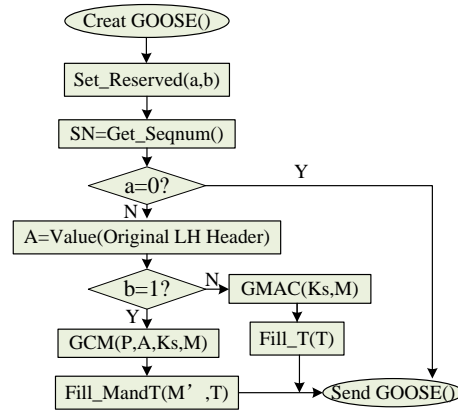 Creat GOOSE()
Set_Reserved(a,b)
SN=Get_Seqnum()
a=0?
Y
N
A=Value(Original LH Header)
b=1?
N
GMAC(Ks,M)
Y
GCM(P,A,Ks,M)
Fill_T(T)
Fill_MandT(M’,T)
Send GOOSE()